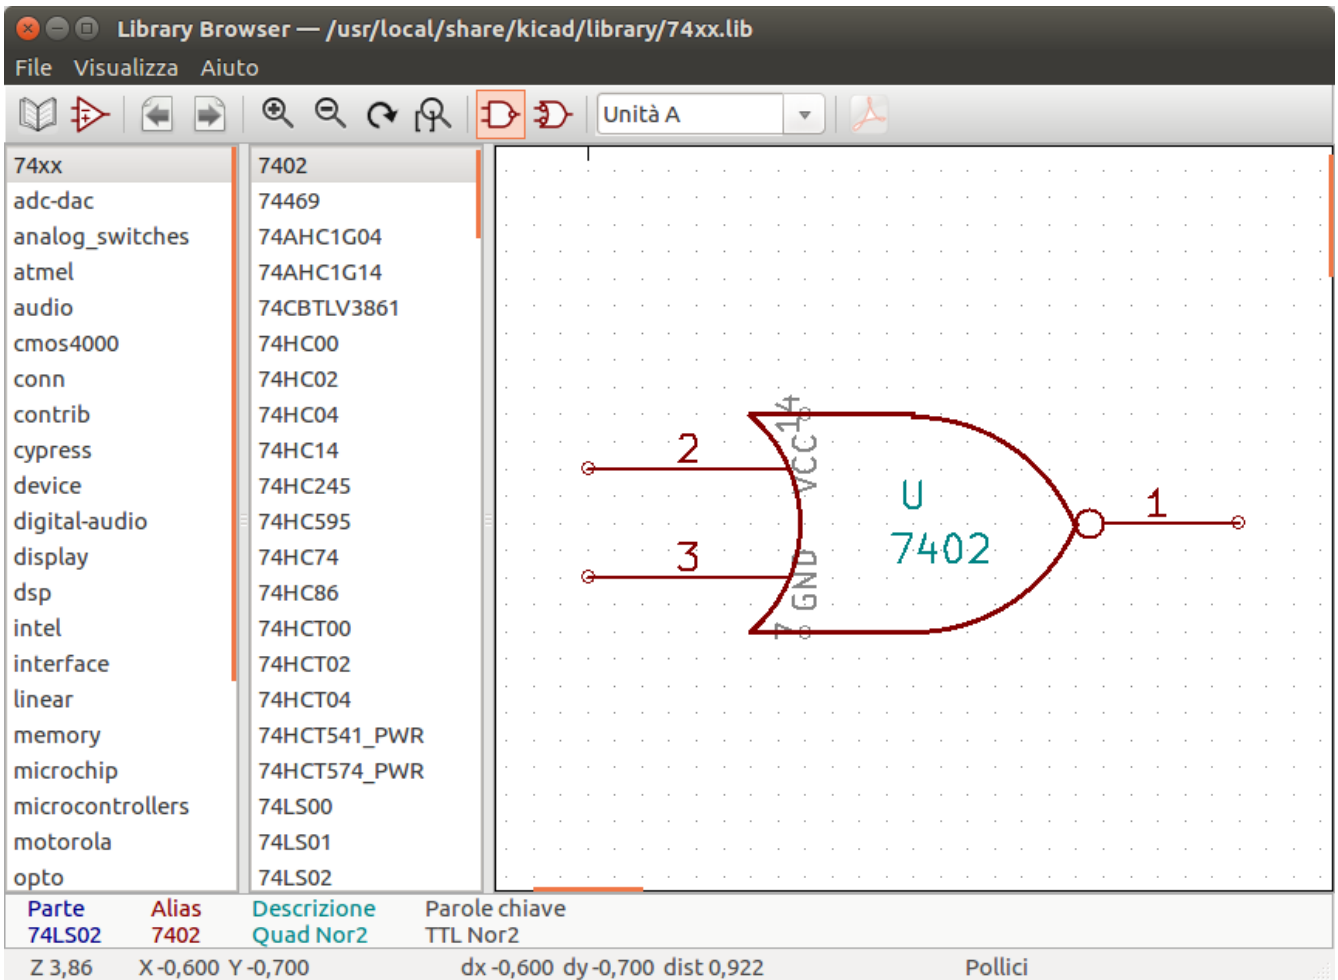 Library Browser — /usr/local/share/kicad/library/74xx.lib
File Visualizza Aiuto
Unità A
74xx
adc-dac
analog_switches
atmel
audio
cmos4000
conn
contrib
cypress
device
digital-audio
display
dsp
intel
interface
linear
memory
microchip
microcontrollers
motorola
opto
7402
74469
74AHC1G04
74AHC1G14
74CBTLV3861
74HC00
74HC02
74HC04
74HC14
74HC245
74HC595
74HC74
74HC86
74HCT00
74HCT02
74HCT04
74HCT541_PWR
74HCT574_PWR
74LS00
74LS01
74LS02
14
VCC
2
U
7402
1
3
GND
7
Parte Alias Descrizione Parole chiave
74LS02 7402 Quad Nor2 TTL Nor2
Z 3,86 X -0,600 Y -0,700 dx -0,600 dy -0,700 dist 0,922 Pollici